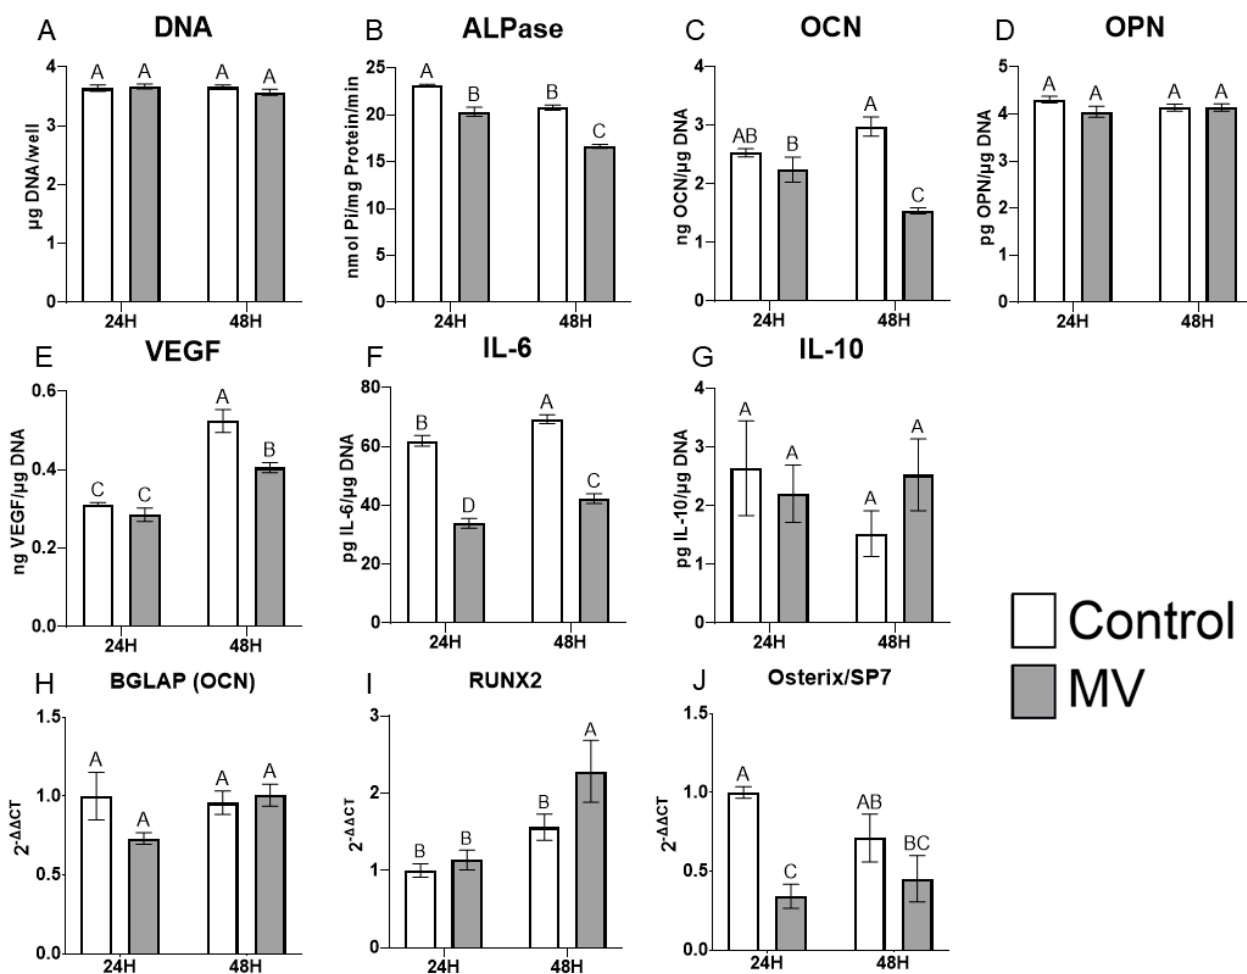 A DNA
µg DNA/well
4
3
2
1
0
A A A A
24H 48H
B ALPase
nmol Pi/mg Protein/min
25
20
15
10
5
0
A B B C
24H 48H
C OCN
ng OCN/µg DNA
4
3
2
1
0
AB B A C
24H 48H
D OPN
pg OPN/µg DNA
5
4
3
2
1
0
A A A A
24H 48H
E VEGF
ng VEGF/µg DNA
0.6
0.4
0.2
0.0
C C A B
24H 48H
F IL-6
pg IL-6/µg DNA
80
60
40
20
0
B D A C
24H 48H
G IL-10
pg IL-10/µg DNA
4
3
2
1
0
A A A A
24H 48H
Control
MV
H BGLAP (OCN)
2-ΔΔCT
1.5
1.0
0.5
0.0
A A A A
24H 48H
I RUNX2
2-ΔΔCT
3
2
1
0
B B B A
24H 48H
J Osterix/SP7
2-ΔΔCT
1.5
1.0
0.5
0.0
A C AB BC
24H 48H